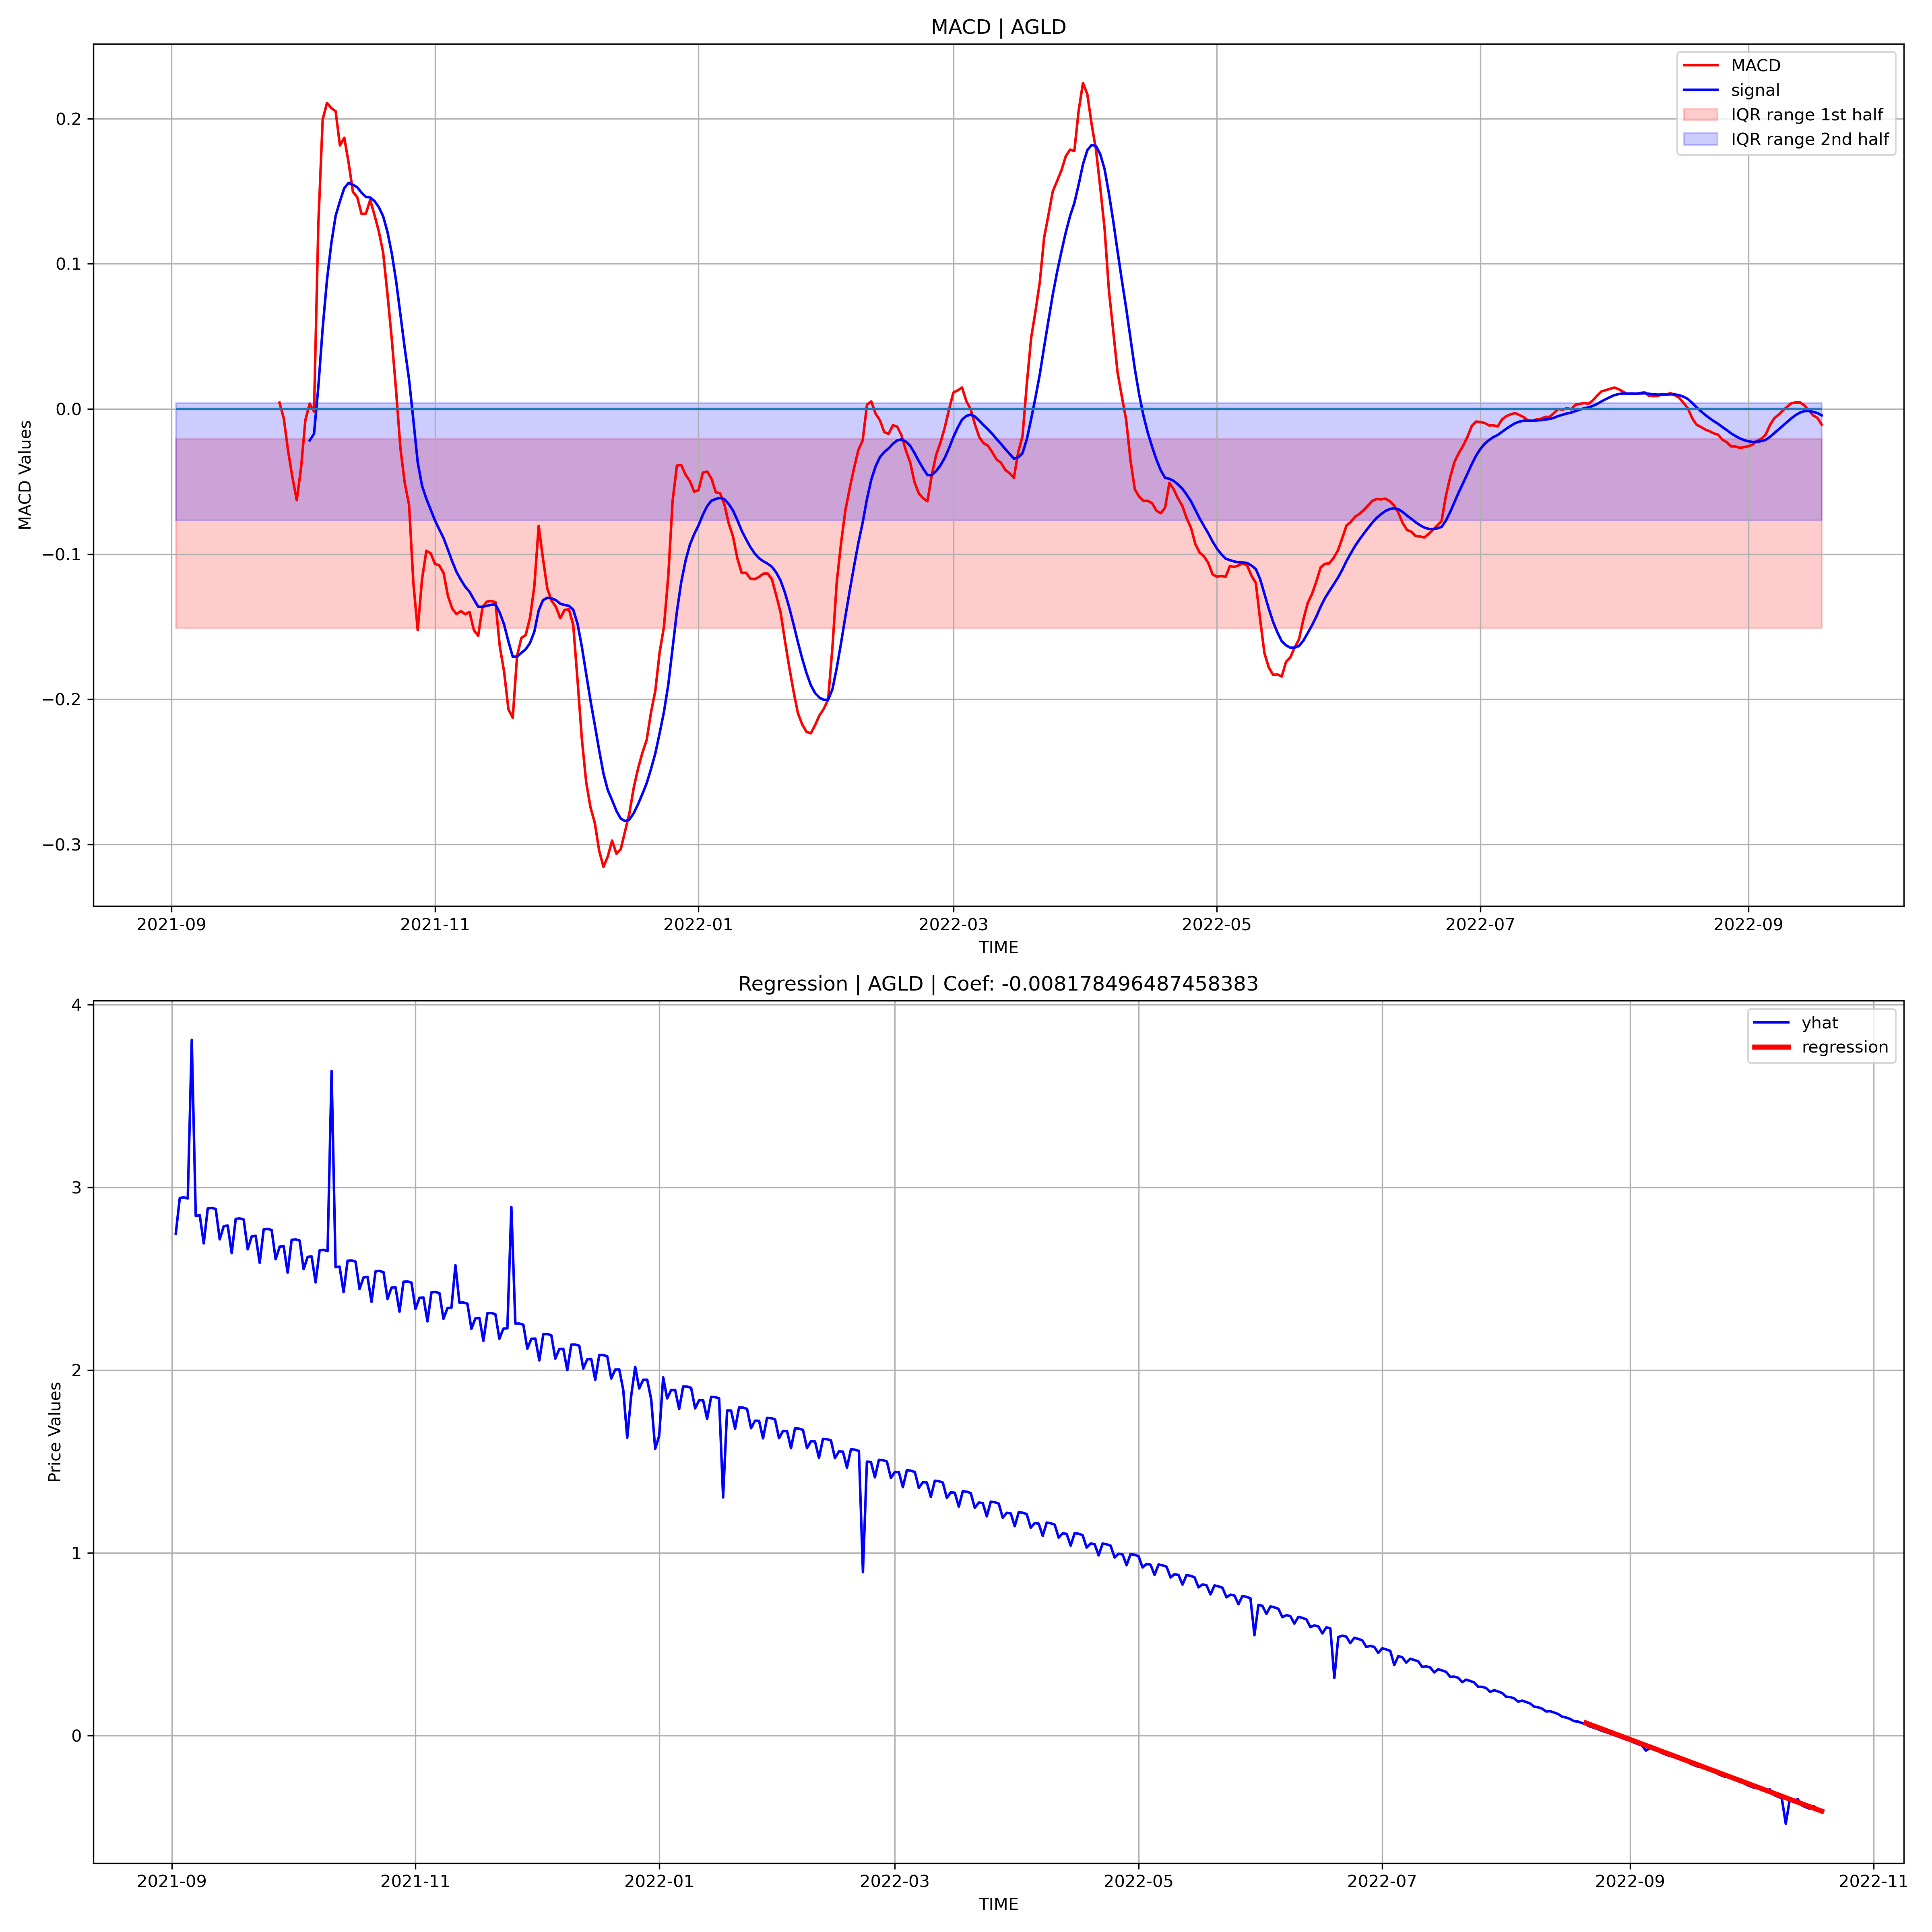 MACD | AGLD
MACD
signal
IQR range 1st half
IQR range 2nd half
MACD Values
0.2
0.1
0.0
−0.1
−0.2
−0.3
2021-09 2021-11 2022-01 2022-03 2022-05 2022-07 2022-09
TIME
Regression | AGLD | Coef: -0.008178496487458383
yhat
regression
Price Values
4
3
2
1
0
2021-09 2021-11 2022-01 2022-03 2022-05 2022-07 2022-09 2022-11
TIME